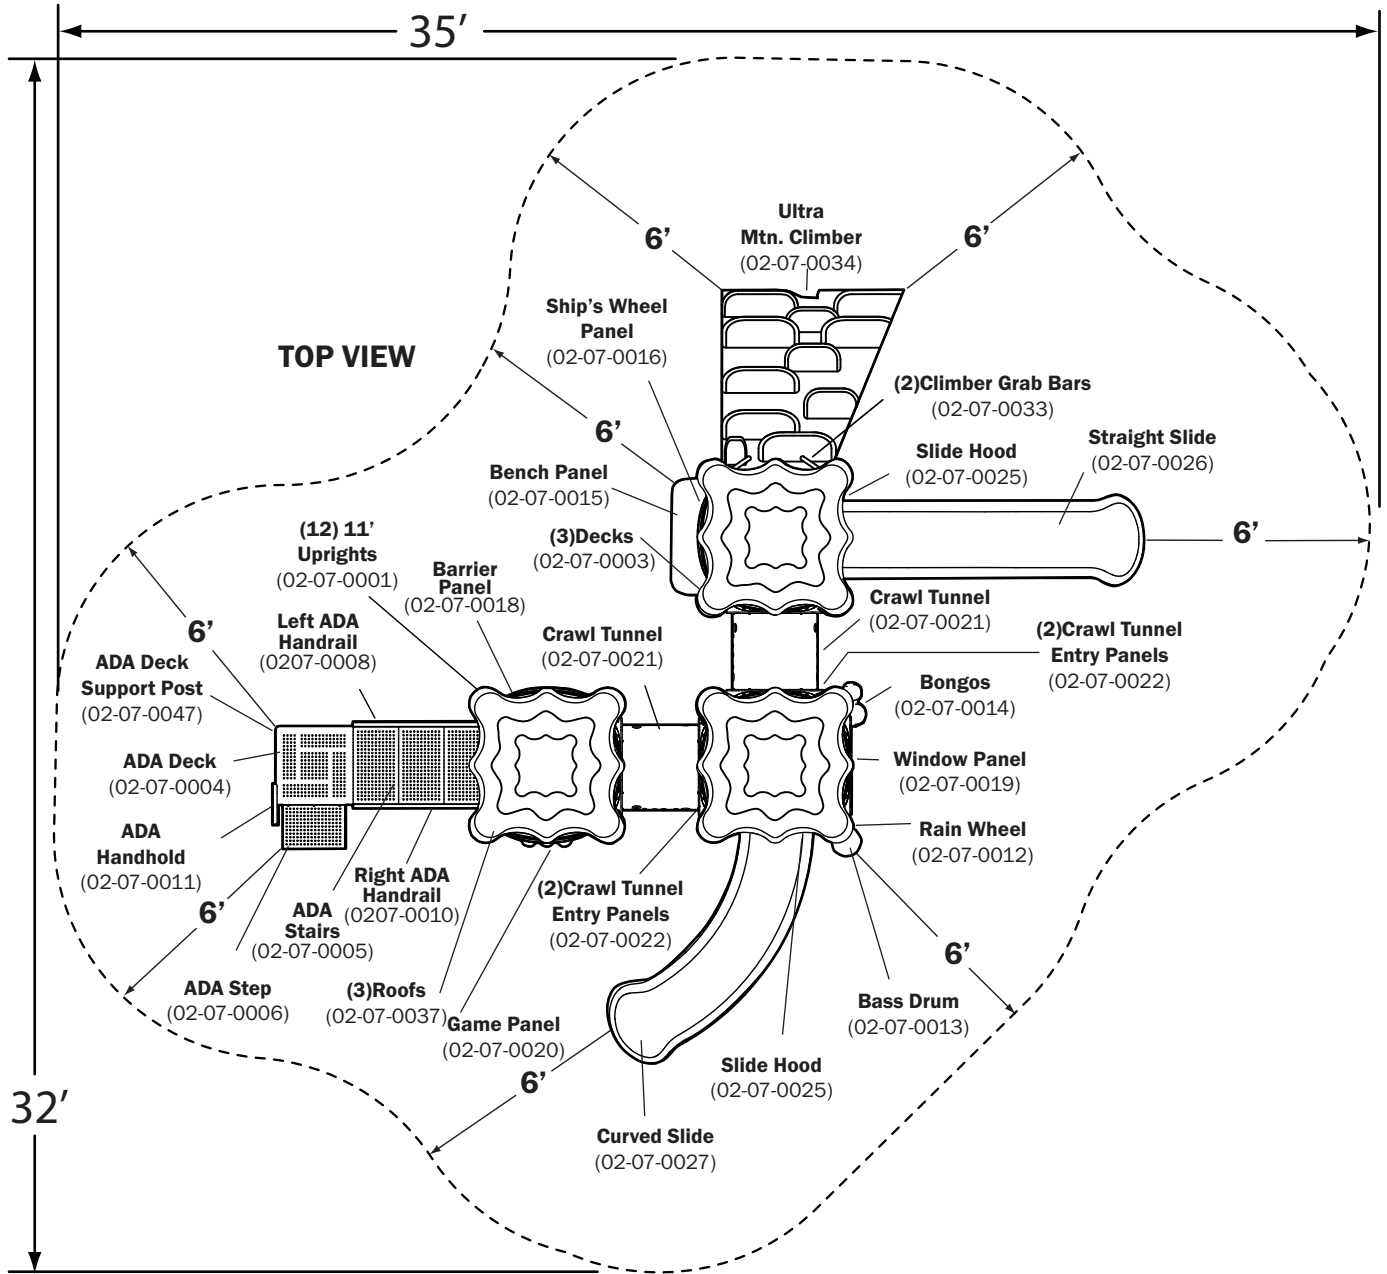 35’
6’
6’
Ultra
Mtn. Climber
(02-07-0034)
Ship’s Wheel
Panel
(02-07-0016)
TOP VIEW
(2)Climber Grab Bars
(02-07-0033)
6’
Straight Slide
(02-07-0026)
Slide Hood
(02-07-0025)
Bench Panel
(02-07-0015)
(12) 11’
Uprights
(02-07-0001)
(3)Decks
(02-07-0003)
6’
Barrier
Panel
(02-07-0018)
Crawl Tunnel
(02-07-0021)
6’
Left ADA
Handrail
(0207-0008)
Crawl Tunnel
(02-07-0021)
(2)Crawl Tunnel
Entry Panels
(02-07-0022)
ADA Deck
Support Post
(02-07-0047)
Bongos
(02-07-0014)
ADA Deck
(02-07-0004)
Window Panel
(02-07-0019)
ADA
Handhold
(02-07-0011)
Rain Wheel
(02-07-0012)
Right ADA
Handrail
(0207-0010)
(2)Crawl Tunnel
Entry Panels
(02-07-0022)
6’
ADA
Stairs
(02-07-0005)
6’
ADA Step
(02-07-0006)
(3)Roofs
(02-07-0037)
Bass Drum
(02-07-0013)
Game Panel
(02-07-0020)
Slide Hood
(02-07-0025)
6’
32’
Curved Slide
(02-07-0027)